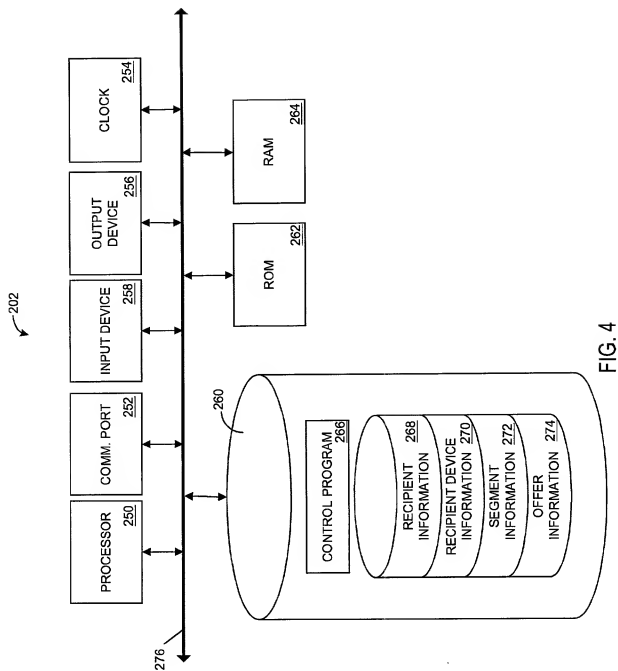 202
PROCESSOR
250
COMM. PORT
252
INPUT DEVICE
258
OUTPUT
DEVICE
256
CLOCK
254
276
260
ROM
262
RAM
264
CONTROL PROGRAM
266
RECIPIENT
INFORMATION 268
RECIPIENT DEVICE
INFORMATION 270
SEGMENT
INFORMATION 272
OFFER
INFORMATION 274
FIG. 4